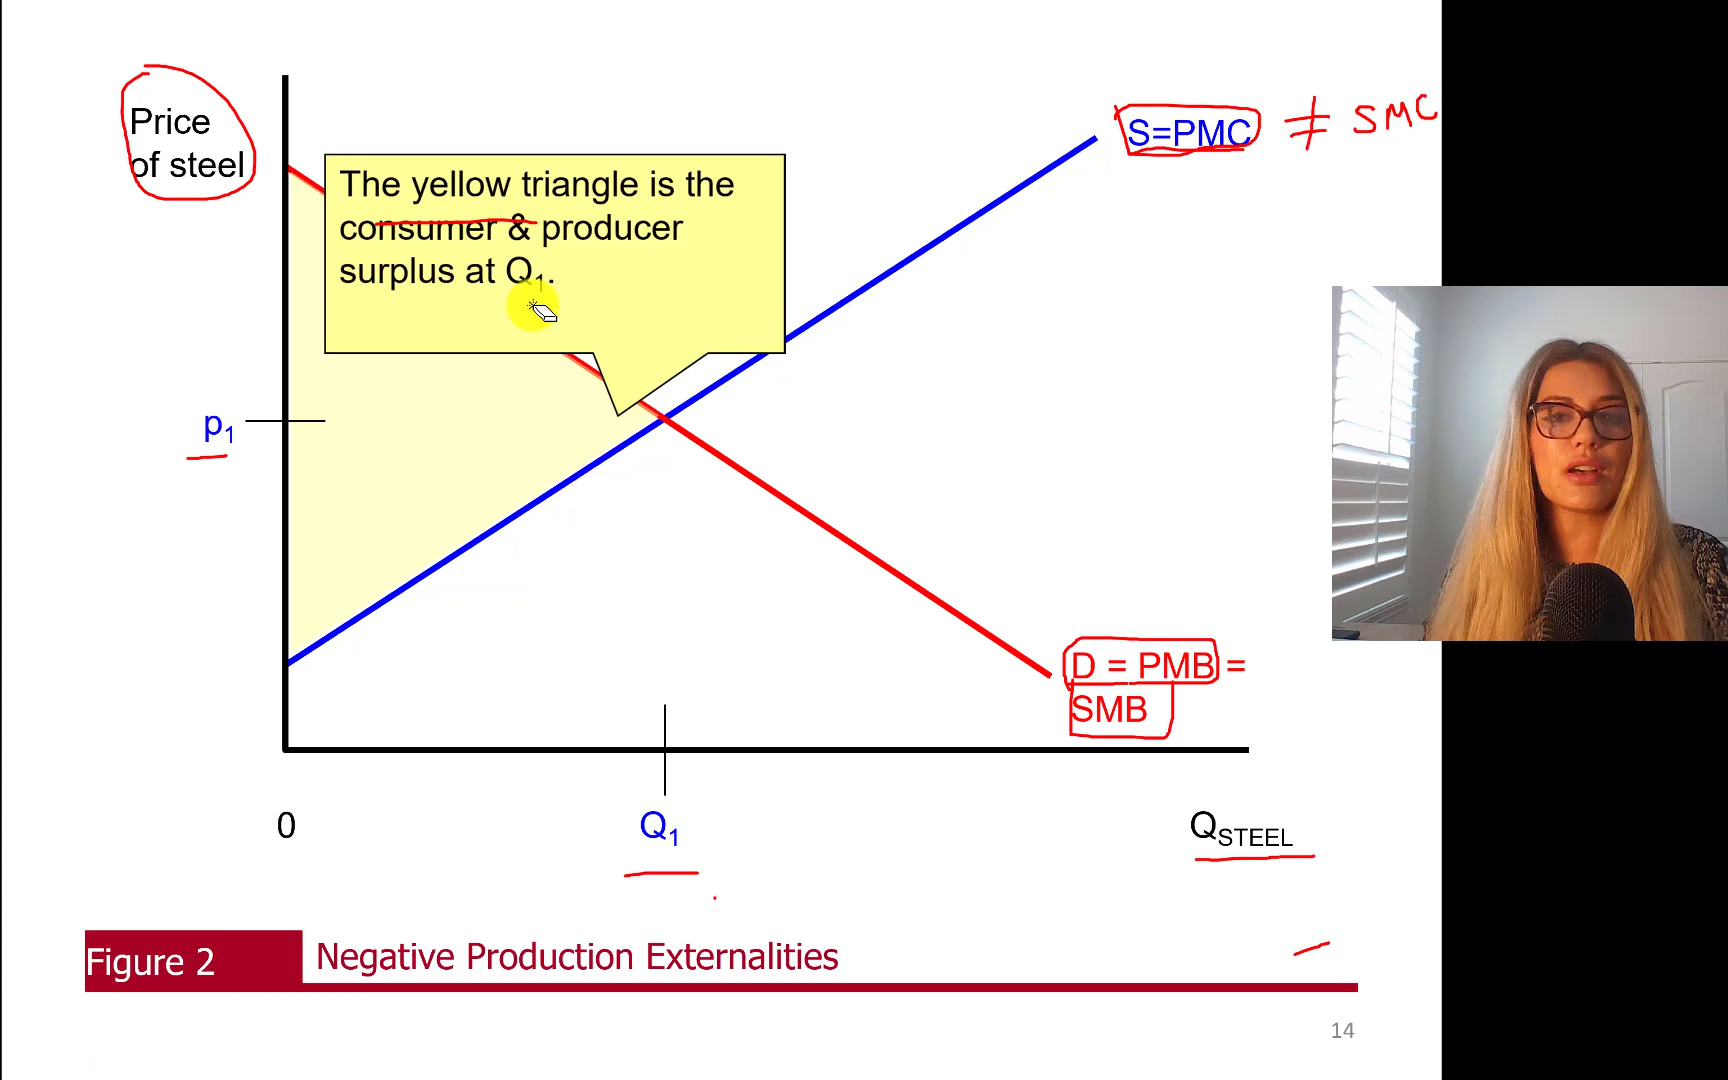 Price
of steel
S=PMC ≠ SMC
The yellow triangle is the
consumer & producer
surplus at Q₁.
p₁
D = PMB =
SMB
0
Q₁
Q_STEEL
Figure 2
Negative Production Externalities
14